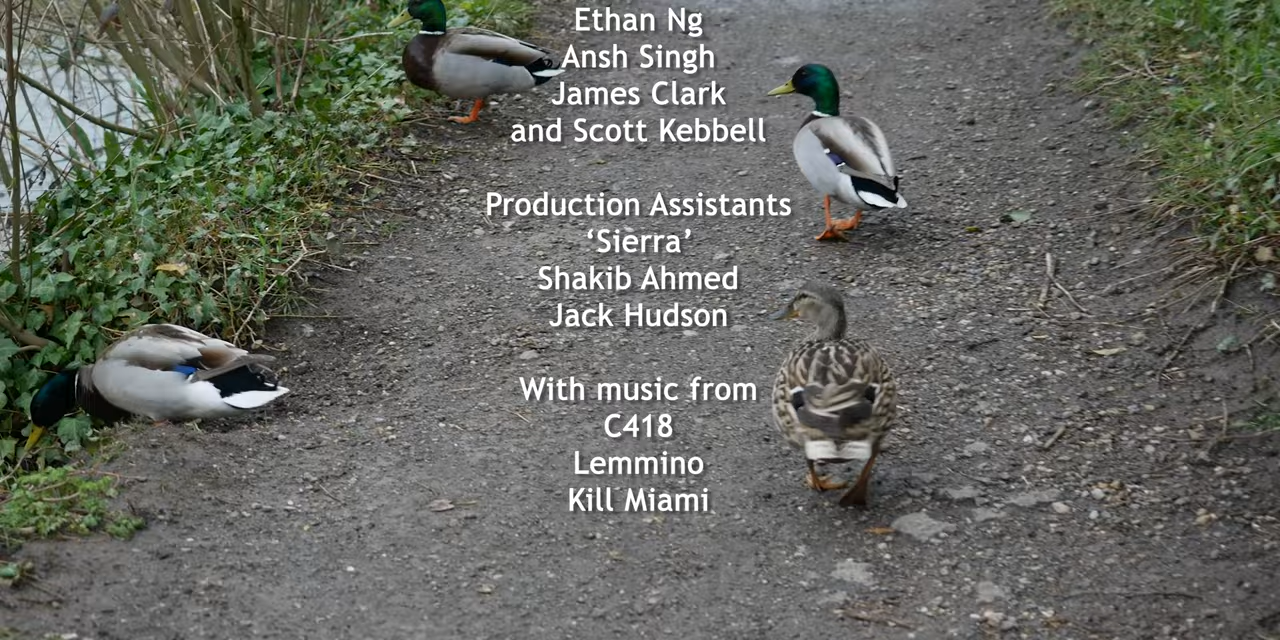 Ethan Ng
Ansh Singh
James Clark
and Scott Kebbell
Production Assistants
‘Sierra’
Shakib Ahmed
Jack Hudson
With music from
C418
Lemmino
Kill Miami